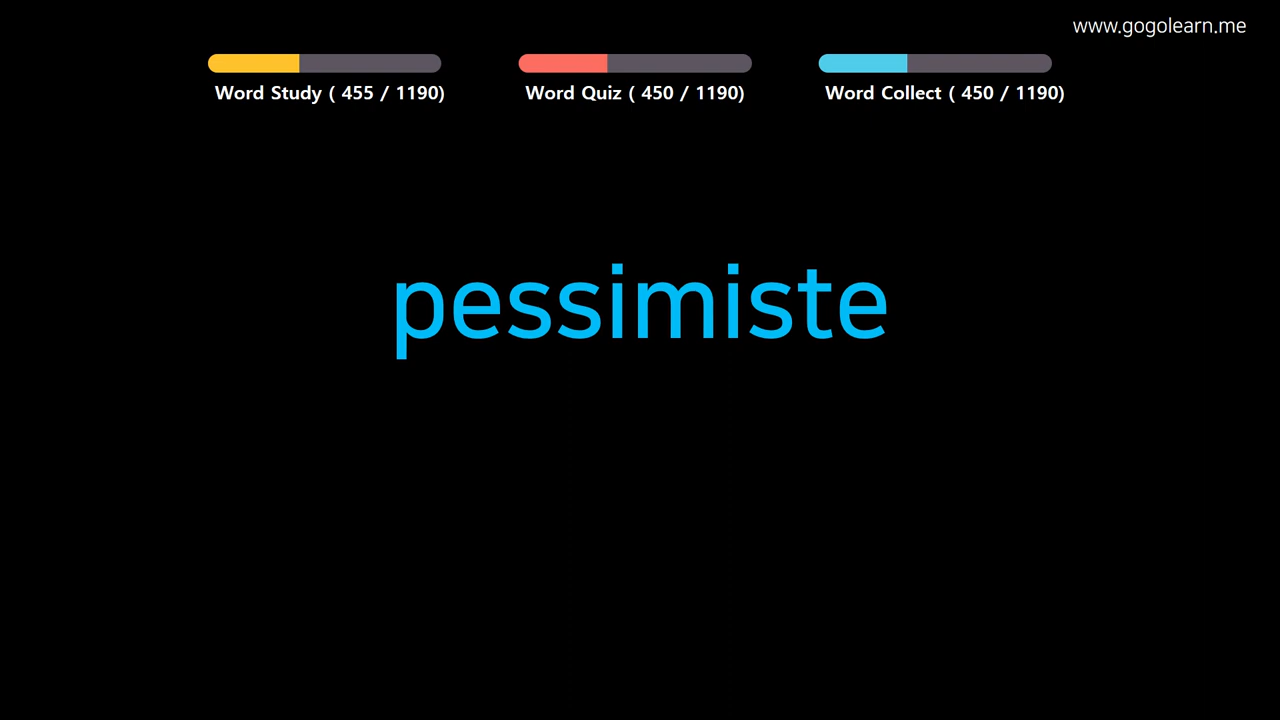 www.gogolearn.me
Word Study ( 455 / 1190)
Word Quiz ( 450 / 1190)
Word Collect ( 450 / 1190)
pessimiste